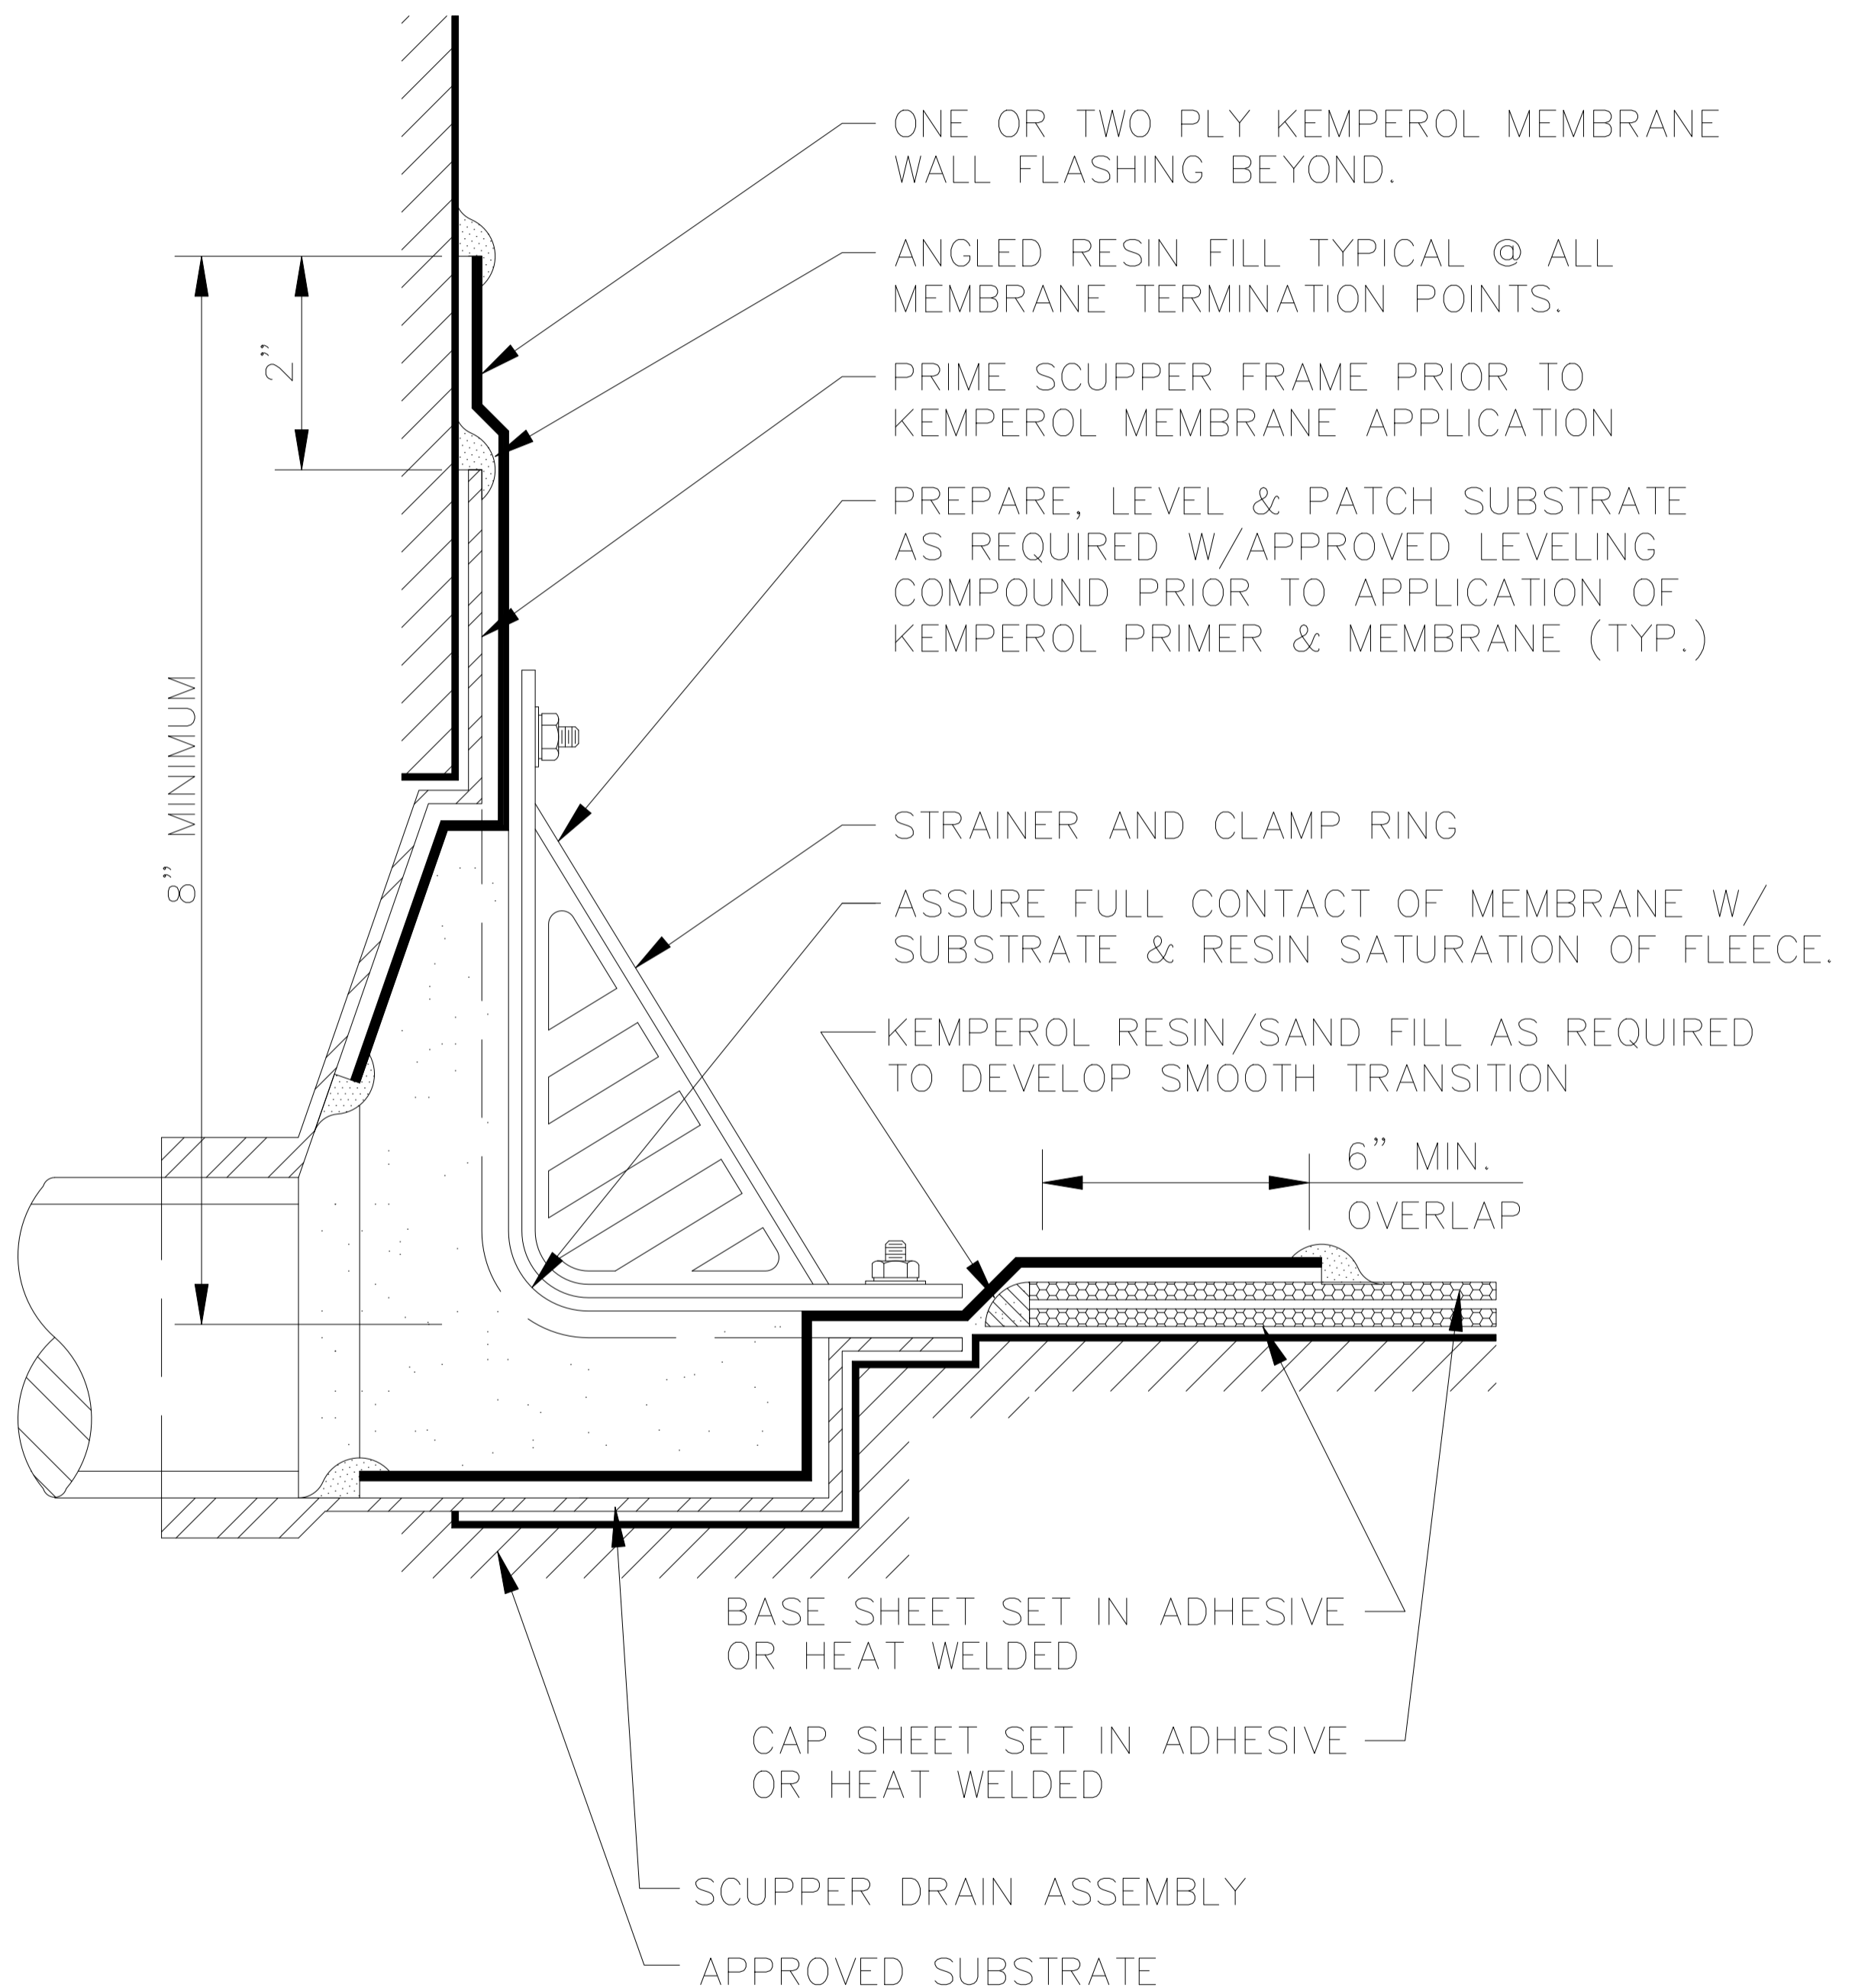 ONE OR TWO PLY KEMPEROL MEMBRANE
WALL FLASHING BEYOND.
ANGLED RESIN FILL TYPICAL @ ALL
MEMBRANE TERMINATION POINTS.
2"
PRIME SCUPPER FRAME PRIOR TO
KEMPEROL MEMBRANE APPLICATION
PREPARE, LEVEL & PATCH SUBSTRATE
AS REQUIRED W/APPROVED LEVELING
COMPOUND PRIOR TO APPLICATION OF
KEMPEROL PRIMER & MEMBRANE (TYP.)
8" MINIMUM
STRAINER AND CLAMP RING
ASSURE FULL CONTACT OF MEMBRANE W/
SUBSTRATE & RESIN SATURATION OF FLEECE.
KEMPEROL RESIN/SAND FILL AS REQUIRED
TO DEVELOP SMOOTH TRANSITION
6" MIN.
OVERLAP
BASE SHEET SET IN ADHESIVE
OR HEAT WELDED
CAP SHEET SET IN ADHESIVE
OR HEAT WELDED
SCUPPER DRAIN ASSEMBLY
APPROVED SUBSTRATE